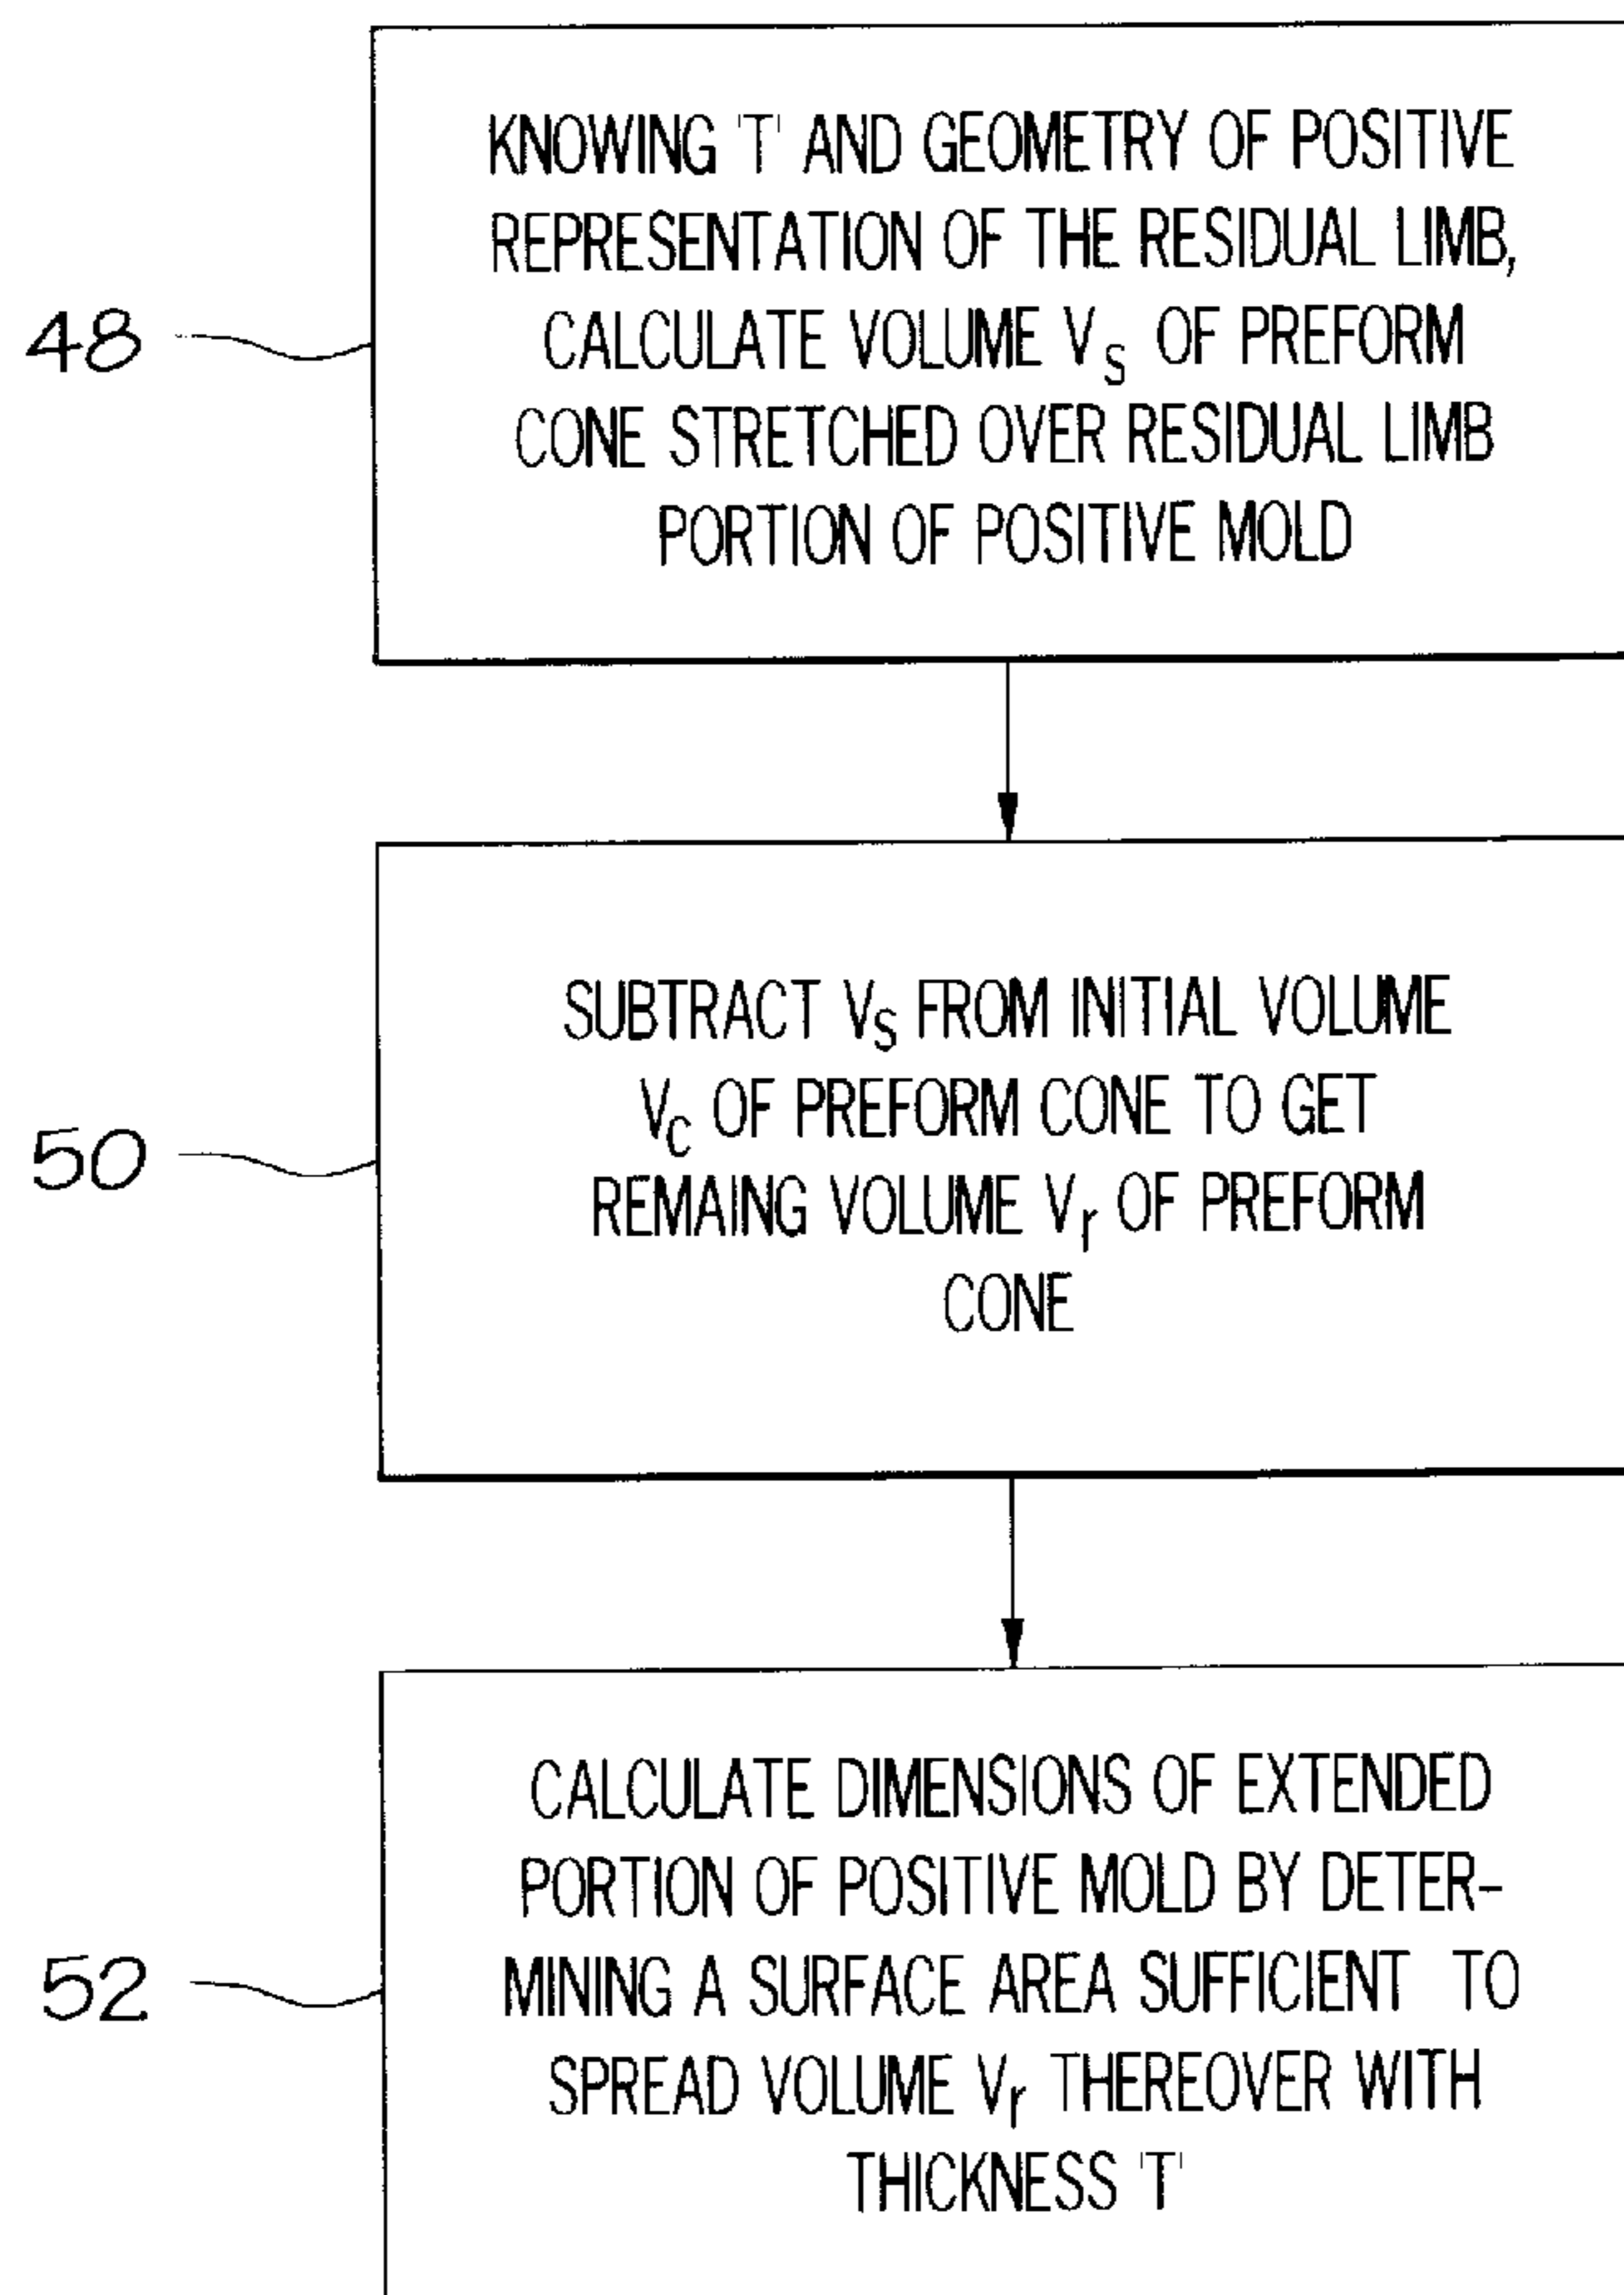 KNOWING 'T' AND GEOMETRY OF POSITIVE
REPRESENTATION OF THE RESIDUAL LIMB,
48
CALCULATE VOLUME Vs OF PREFORM
CONE STRETCHED OVER RESIDUAL LIMB
PORTION OF POSITIVE MOLD
SUBTRACT Vs FROM INITIAL VOLUME
Vc OF PREFORM CONE TO GET
50
REMAING VOLUME Vr OF PREFORM
CONE
CALCULATE DIMENSIONS OF EXTENDED
PORTION OF POSITIVE MOLD BY DETER-
52
MINING A SURFACE AREA SUFFICIENT TO
SPREAD VOLUME Vr THEREOVER WITH
THICKNESS 'T'